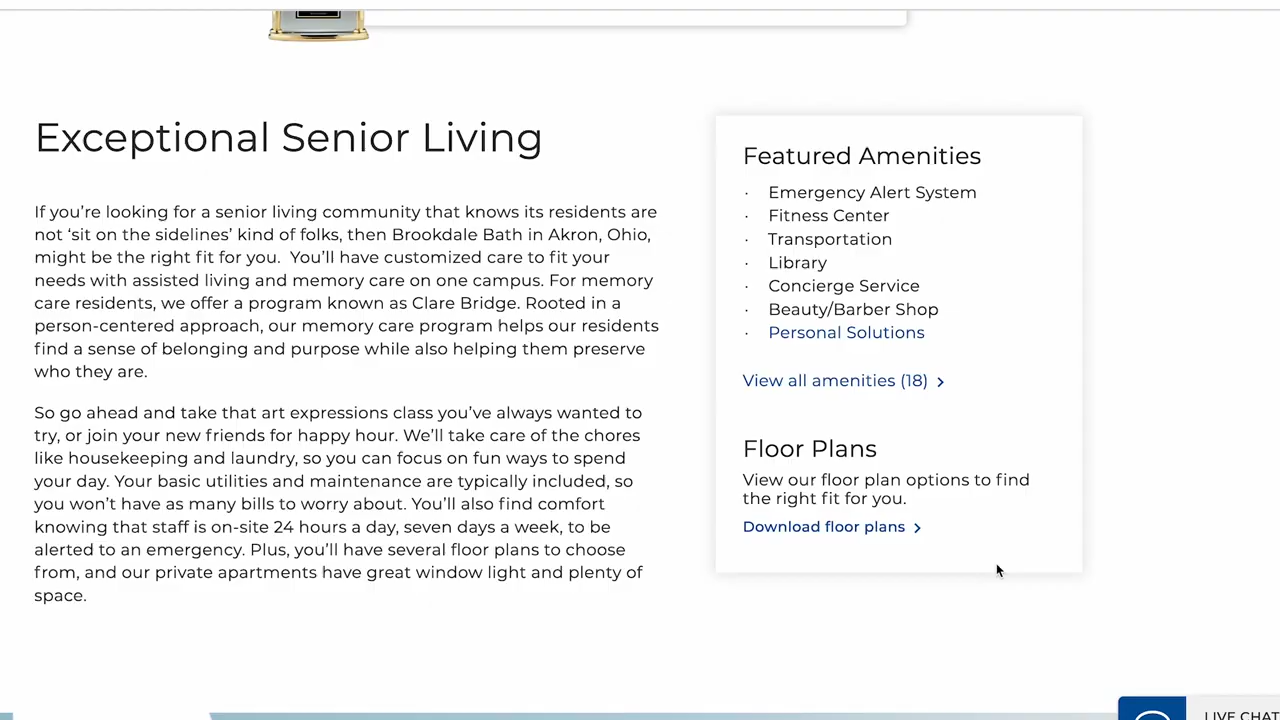 Exceptional Senior Living
If you're looking for a senior living community that knows its residents are
not ‘sit on the sidelines’ kind of folks, then Brookdale Bath in Akron, Ohio,
might be the right fit for you.  You'll have customized care to fit your
needs with assisted living and memory care on one campus. For memory
care residents, we offer a program known as Clare Bridge. Rooted in a
person-centered approach, our memory care program helps our residents
find a sense of belonging and purpose while also helping them preserve
who they are.
So go ahead and take that art expressions class you've always wanted to
try, or join your new friends for happy hour. We'll take care of the chores
like housekeeping and laundry, so you can focus on fun ways to spend
your day. Your basic utilities and maintenance are typically included, so
you won't have as many bills to worry about. You'll also find comfort
knowing that staff is on-site 24 hours a day, seven days a week, to be
alerted to an emergency. Plus, you'll have several floor plans to choose
from, and our private apartments have great window light and plenty of
space.
Featured Amenities
· Emergency Alert System
· Fitness Center
· Transportation
· Library
· Concierge Service
· Beauty/Barber Shop
· Personal Solutions
View all amenities (18) >
Floor Plans
View our floor plan options to find
the right fit for you.
Download floor plans >
LIVE CHAT